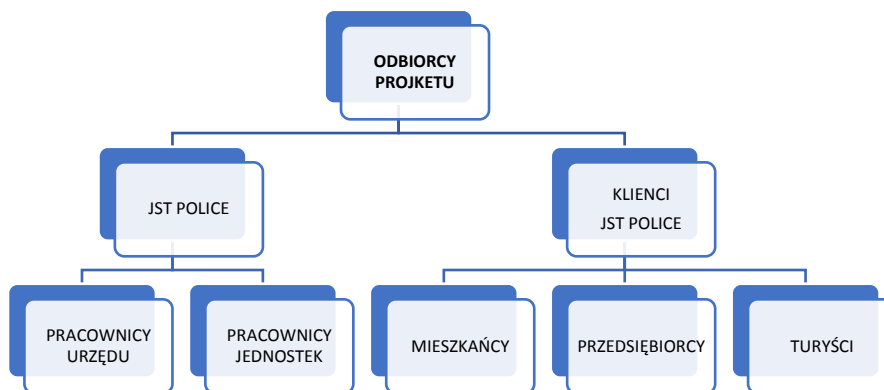 ODBIORCY
PROJKETU
JST POLICE
KLIENCI
JST POLICE
PRACOWNICY
URZĘDU
PRACOWNICY
JEDNOSTEK
MIESZKAŃCY
PRZEDSIĘBIORCY
TURYŚCI